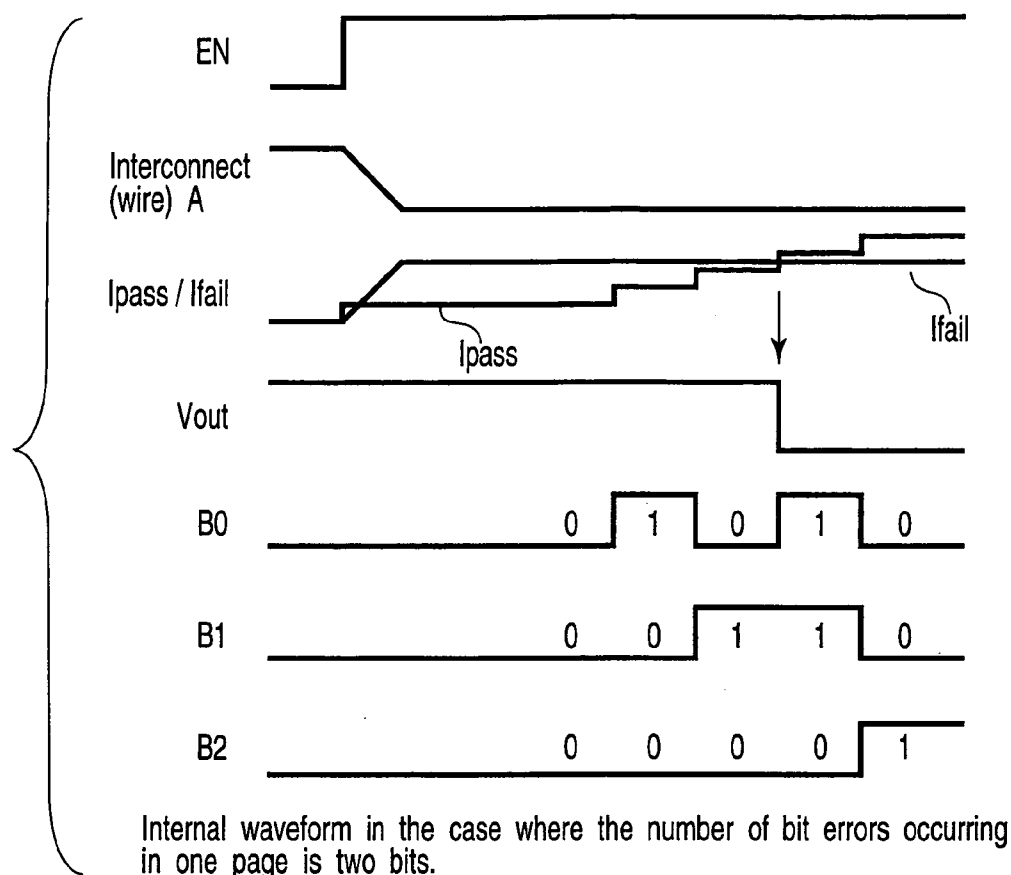 EN
Interconnect
(wire) A
Ipass / Ifail
Ipass
Ifail
Vout
B0
0 1 0 1 0
B1
0 0 1 1 0
B2
0 0 0 0 1
Internal waveform in the case where the number of bit errors occurring
in one page is two bits.